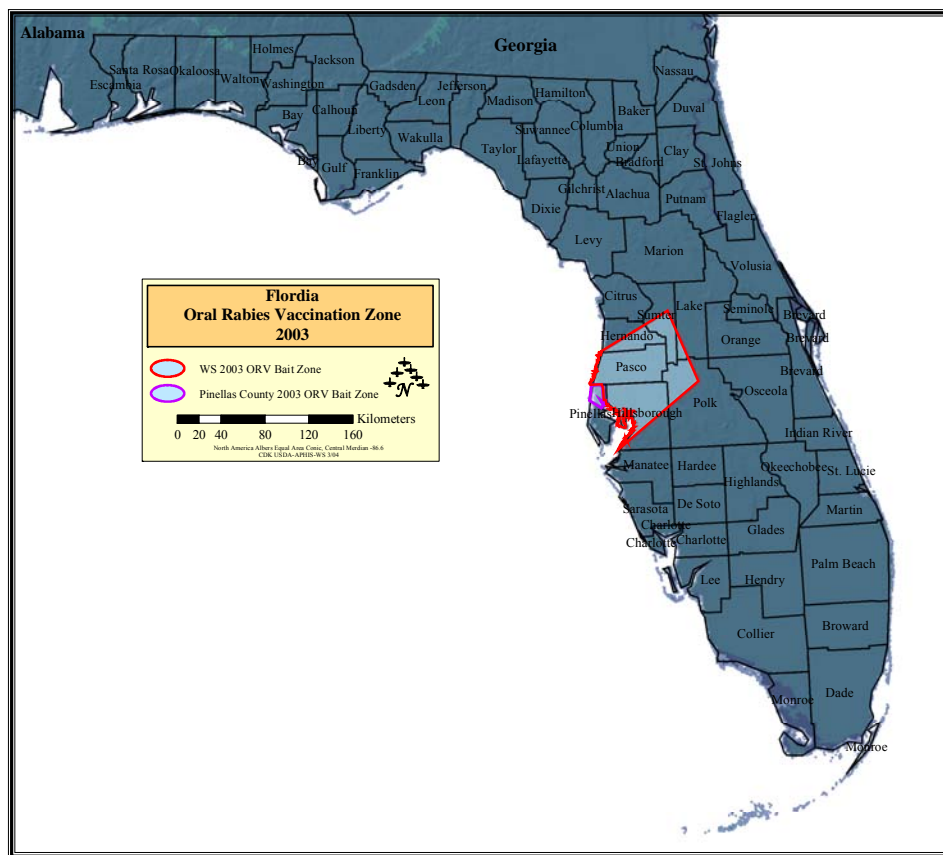 Alabama
Georgia
Holmes
Jackson
Santa Rosa
Okaloosa
Walton
Washington
Escambia
Bay
Calhoun
Gadsden
Jefferson
Leon
Madison
Hamilton
Nassau
Liberty
Wakulla
Suwannee
Columbia
Baker
Duval
Bay
Gulf
Franklin
Taylor
Lafayette
Union
Bradford
Clay
St. Johns
Gilchrist
Alachua
Putnam
Dixie
Flagler
Levy
Marion
Volusia
Citrus
Lake
Sumter
Seminole
Brevard
Hernando
Orange
Brevard
Pasco
Brevard
Osceola
Polk
Pinellas
Hillsborough
Indian River
Manatee
Hardee
Okeechobee
St. Lucie
Highlands
Sarasota
De Soto
Martin
Charlotte
Charlotte
Charlotte
Glades
Palm Beach
Lee
Hendry
Broward
Collier
Dade
Monroe
Monroe
Flordia
Oral Rabies Vaccination Zone
2003
WS 2003 ORV Bait Zone
Pinellas County 2003 ORV Bait Zone
N
Kilometers
0 20 40 80 120 160
North America Albers Equal Area Conic, Central Merdian -86.6
CDK USDA-APHIS-WS 3/04